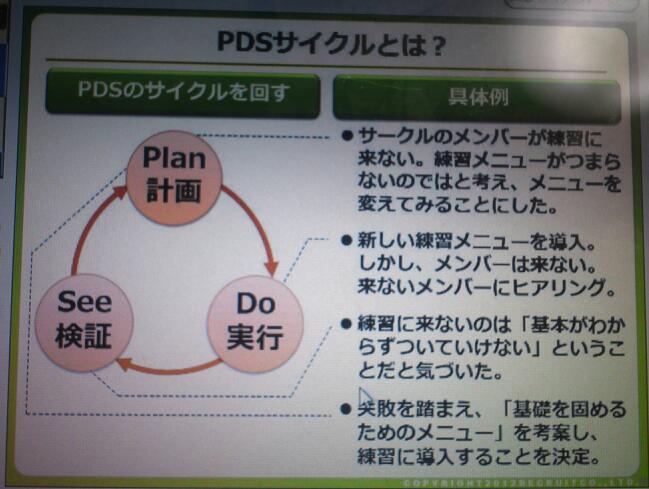 PDSサイクルとは？
PDSのサイクルを回す
具体例
Plan
計画
Do
実行
See
検証
● サークルのメンバーが練習に
来ない。練習メニューがつまら
ないのではと考え、メニューを
変えてみることにした。
● 新しい練習メニューを導入。
しかし、メンバーは来ない。
来ないメンバーにヒアリング。
● 練習に来ないのは「基本がわか
らずついていけない」というこ
とだと気づいた。
● 失敗を踏まえ、「基礎を固める
ためのメニュー」を考案し、
練習に導入することを決定。
COPYRIGHT2012RECRUITCO.,LTD.